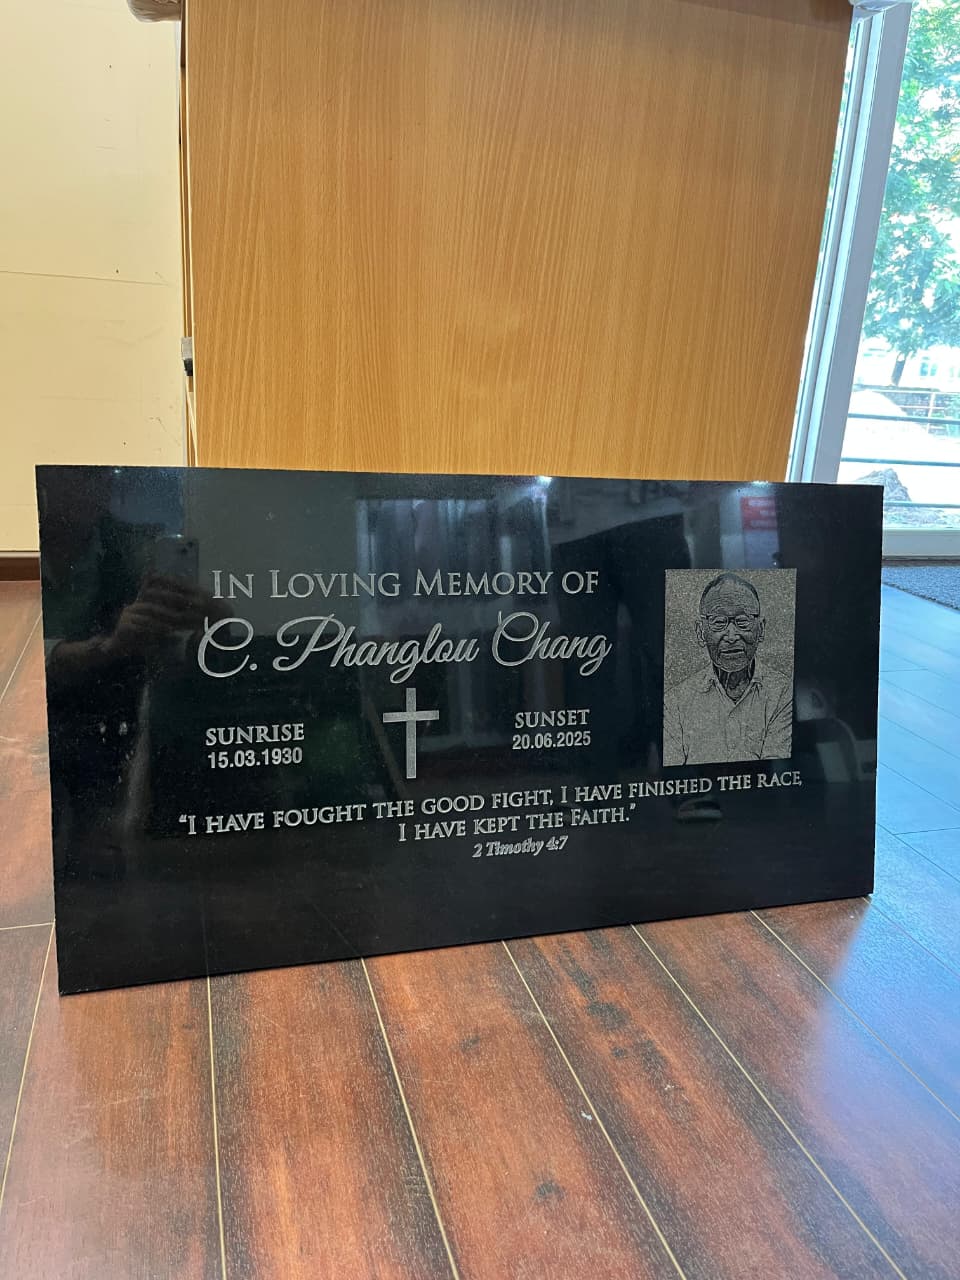 IN LOVING MEMORY OF
C. Phanglou Chang
SUNRISE
15.03.1930
SUNSET
20.06.2025
“I HAVE FOUGHT THE GOOD FIGHT, I HAVE FINISHED THE RACE,
I HAVE KEPT THE FAITH.”
2 Timothy 4:7